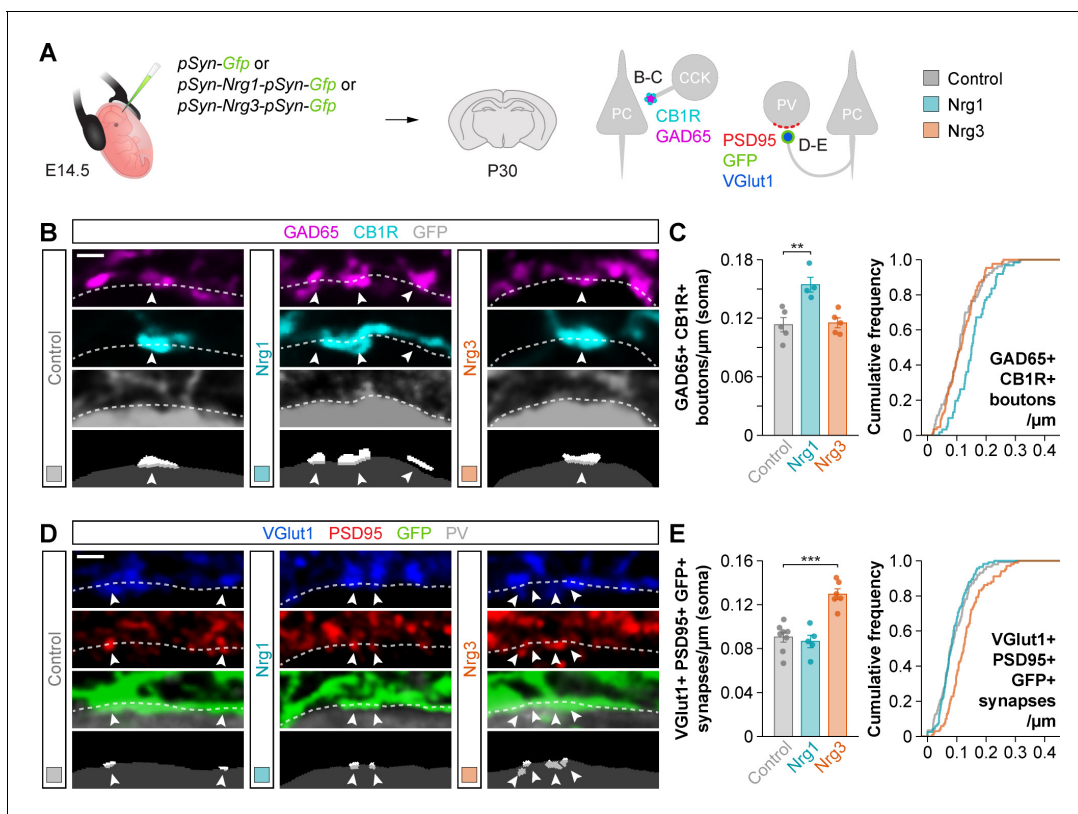 A
pSyn-Gfp or
pSyn-Nrg1-pSyn-Gfp or
pSyn-Nrg3-pSyn-Gfp
E14.5
P30
PC
B-C
CCK
CB1R
GAD65
PV
PC
PSD95
GFP
VGlut1
D-E
Control
Nrg1
Nrg3
B
GAD65 CB1R GFP
Control
Nrg1
Nrg3
C
GAD65+ CB1R+
boutons/µm (soma)
0.18
0.12
0.06
0
**
Control
Nrg1
Nrg3
Cumulative frequency
1.0
0.8
0.6
0.4
0.2
0
0 0.1 0.2 0.3 0.4
GAD65+
CB1R+
boutons
/µm
D
VGlut1 PSD95 GFP PV
Control
Nrg1
Nrg3
E
VGlut1+ PSD95+ GFP+
synapses/µm (soma)
0.16
0.12
0.08
0.04
0
***
Control
Nrg1
Nrg3
Cumulative frequency
1.0
0.8
0.6
0.4
0.2
0
0 0.1 0.2 0.3 0.4
VGlut1+
PSD95+
GFP+
synapses
/µm